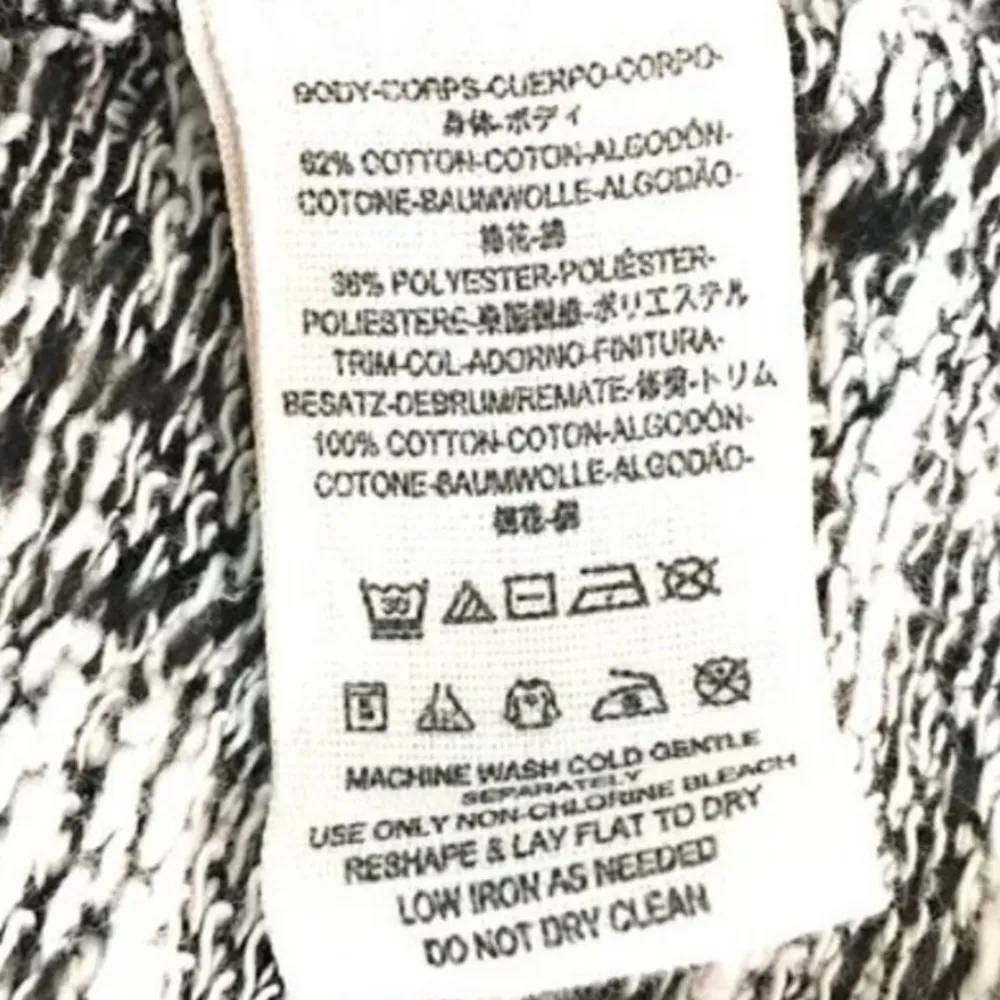 BODY-CORPS-CUERPO-CORPO-
身体-ボディ
62% COTTON-COTON-ALGODÓN-
COTONE-BAUMWOLLE-ALGODÃO-
棉花-綿
38% POLYESTER-POLIÉSTER-
POLIESTERE-聚酯纖維-ポリエステル
TRIM-COL-ADORNO-FINITURA-
BESATZ-DEBRUM/REMATE-修剪-トリム
100% COTTON-COTON-ALGODÓN-
COTONE-BAUMWOLLE-ALGODÃO-
棉花-綿
30
MACHINE WASH COLD GENTLE
SEPARATELY
USE ONLY NON-CHLORINE BLEACH
RESHAPE & LAY FLAT TO DRY
LOW IRON AS NEEDED
DO NOT DRY CLEAN